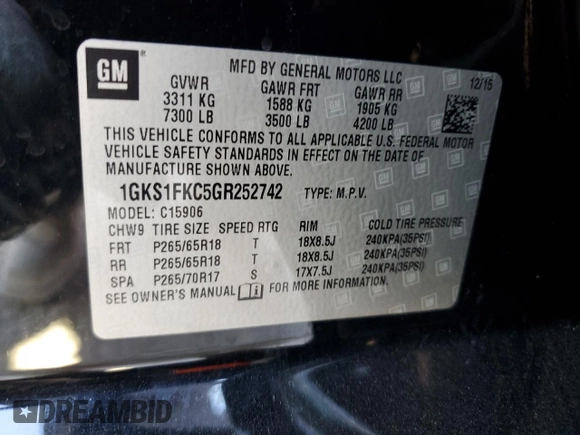 GM ®
MFD BY GENERAL MOTORS LLC
12/15
GVWR GAWR FRT GAWR RR
3311 KG 1588 KG 1905 KG
7300 LB 3500 LB 4200 LB
THIS VEHICLE CONFORMS TO ALL APPLICABLE U.S. FEDERAL MOTOR
VEHICLE SAFETY STANDARDS IN EFFECT ON THE DATE OF
MANUFACTURE SHOWN ABOVE.
1GKS1FKC5GR252742 TYPE: M.P.V.
MODEL: C15906
CHW9 TIRE SIZE SPEED RTG RIM COLD TIRE PRESSURE
FRT P265/65R18 T 18X8.5J 240KPA(35PSI)
RR P265/65R18 T 18X8.5J 240KPA(35PSI)
SPA P265/70R17 S 17X7.5J 240KPA(35PSI)
SEE OWNER'S MANUAL FOR MORE INFORMATION.
DREAMBID